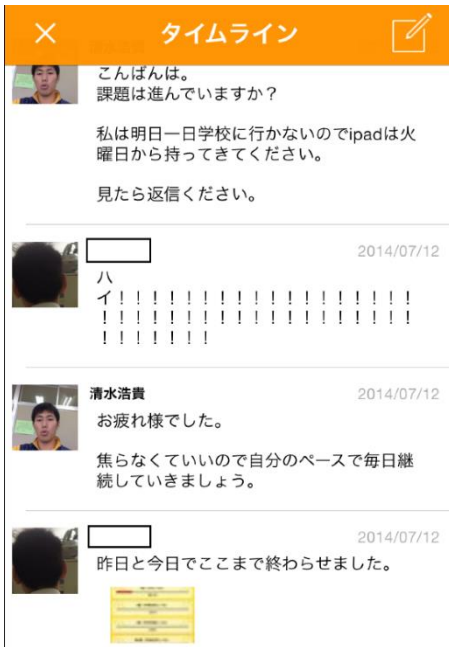 タイムライン
こんばんは。
課題は進んでいますか？
私は明日一日学校に行かないのでipadは火
曜日から持ってきてください。
見たら返信ください。
2014/07/12
ハ
イ！！！！！！！！！！！！！！！！！！
！！！！！！！！！！！！！！！！！！！
！！！！！！！
清水浩貴
2014/07/12
お疲れ様でした。
焦らなくていいので自分のペースで毎日継
続していきましょう。
2014/07/12
昨日と今日でここまで終わらせました。